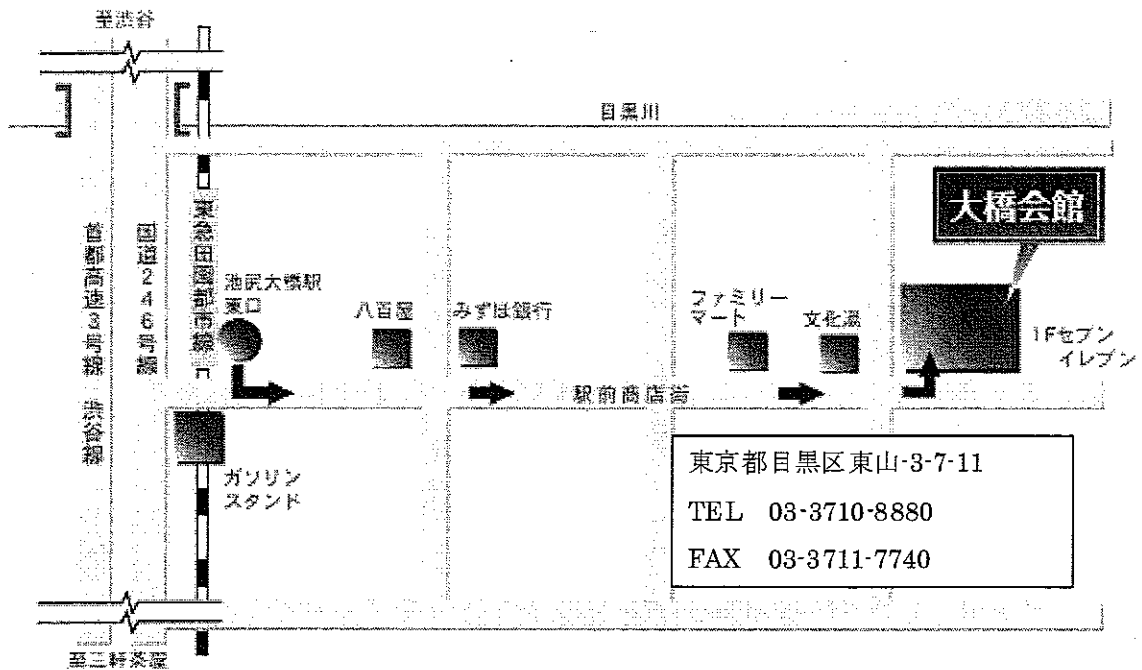 至渋谷
目黒川
大橋会館
首都高速3号線 渋谷線
国道246号線
東急田園都市線
池尻大橋駅
東口
八百屋
みずほ銀行
ファミリー
マート
文化湯
1Fセブン
イレブン
駅前商店街
ガソリン
スタンド
東京都目黒区東山-3-7-11
TEL 03-3710-8880
FAX 03-3711-7740
至三軒茶屋